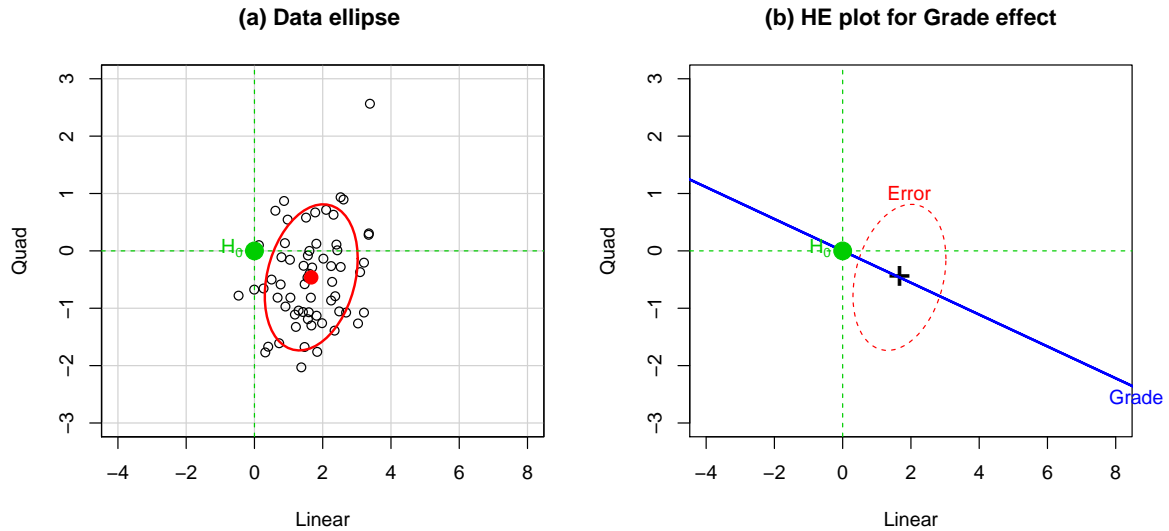 (a) Data ellipse
3
2
1
0
−1
−2
−3
Quad
H₀
−4 −2 0 2 4 6 8
Linear
(b) HE plot for Grade effect
3
2
1
0
−1
−2
−3
Quad
Error
H₀
Grade
−4 −2 0 2 4 6 8
Linear